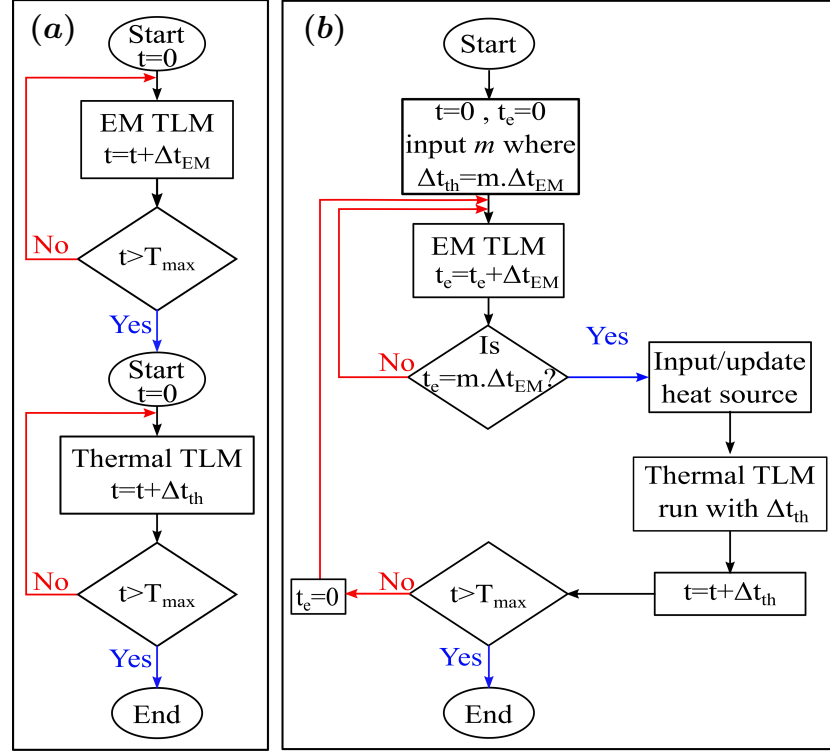 (a)
Start
t=0
EM TLM
t=t+Δt_EM
t>T_max
No
Yes
Start
t=0
Thermal TLM
t=t+Δt_th
t>T_max
No
Yes
End
(b)
Start
t=0 , t_e=0
input m where
Δt_th=m.Δt_EM
EM TLM
t_e=t_e+Δt_EM
Is
t_e=m.Δt_EM?
No
Yes
Input/update
heat source
Thermal TLM
run with Δt_th
t=t+Δt_th
t>T_max
No
t_e=0
Yes
End